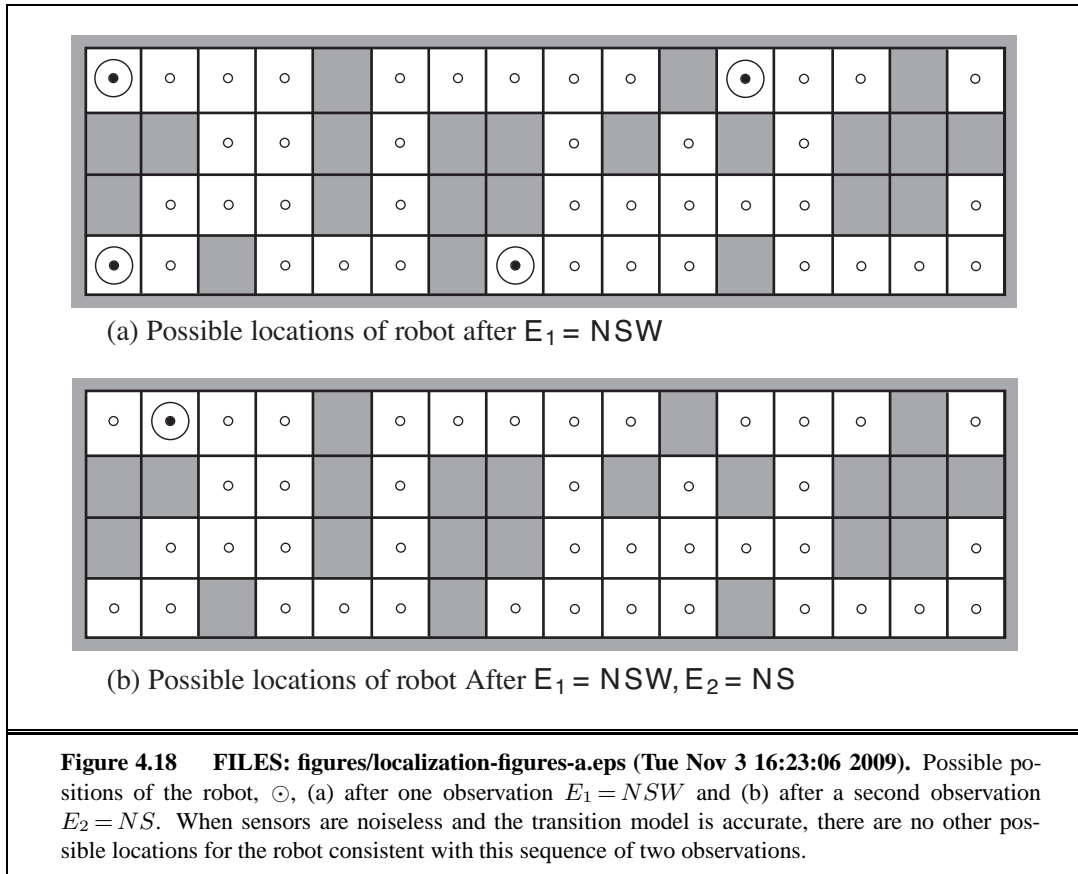 (a) Possible locations of robot after E₁ = NSW
(b) Possible locations of robot After E₁ = NSW, E₂ = NS
Figure 4.18 FILES: figures/localization-figures-a.eps (Tue Nov 3 16:23:06 2009). Possible po-
sitions of the robot, ⊙, (a) after one observation E₁ = NSW and (b) after a second observation
E₂ = NS. When sensors are noiseless and the transition model is accurate, there are no other pos-
sible locations for the robot consistent with this sequence of two observations.